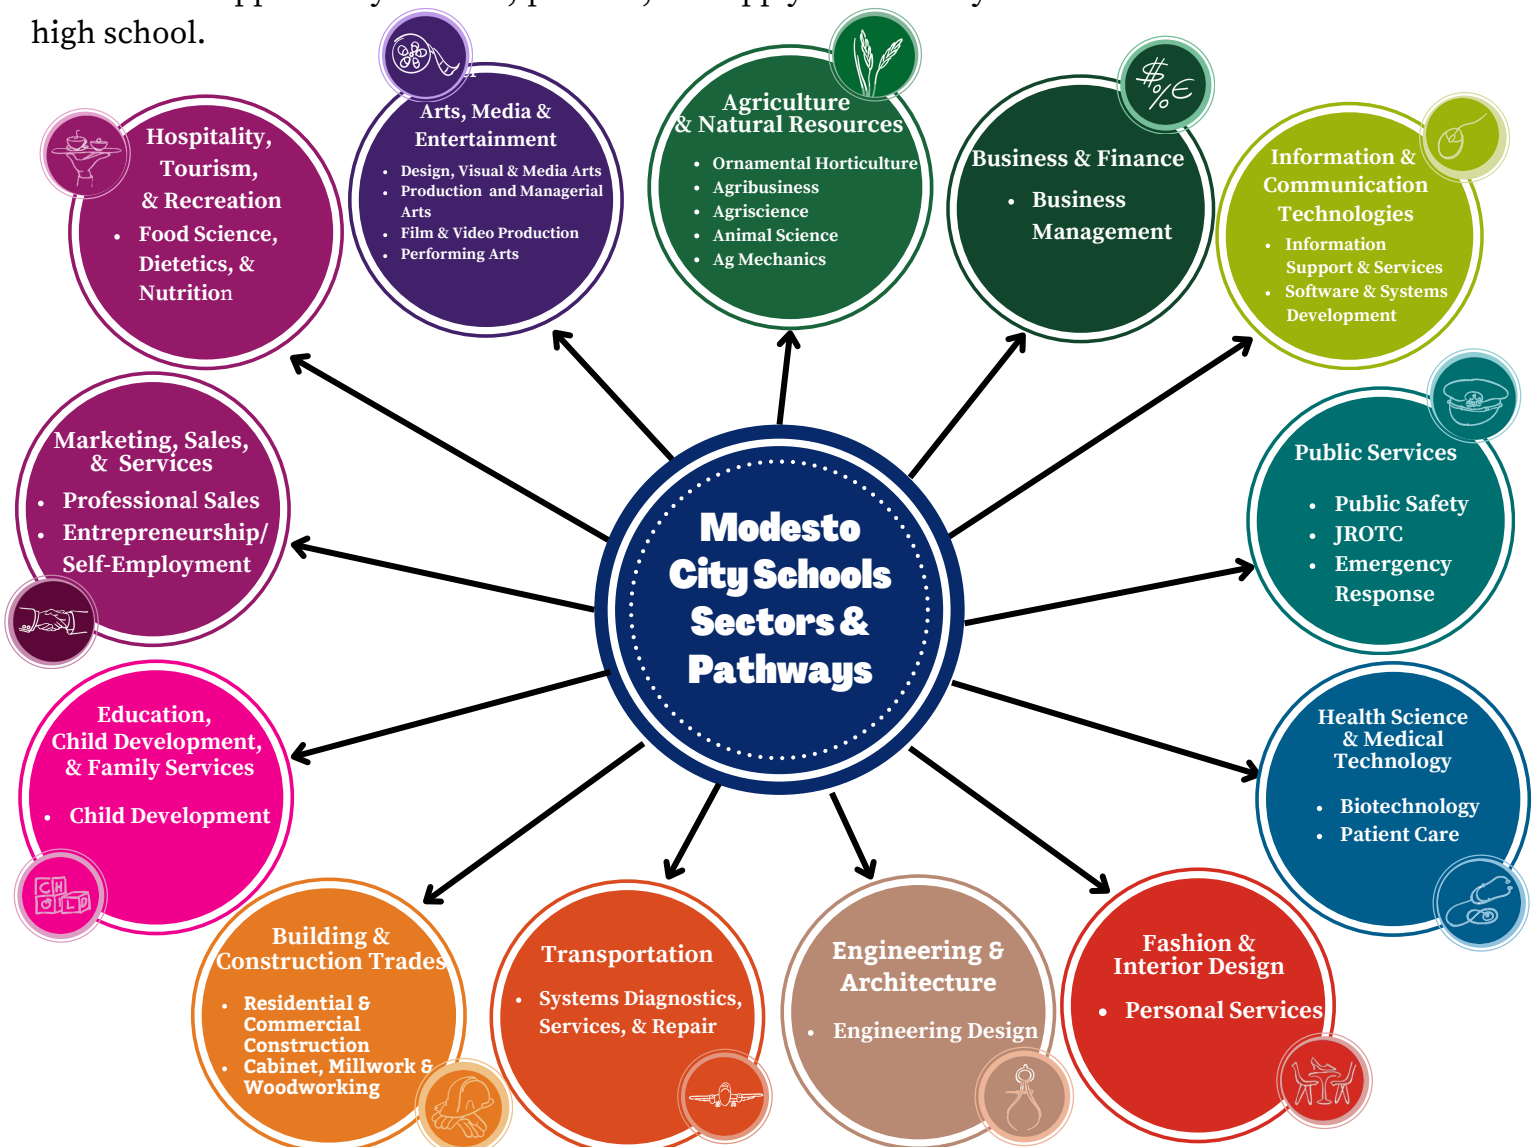 high school.
Hospitality,
Tourism,
& Recreation
• Food Science,
Dietetics, &
Nutrition
Arts, Media &
Entertainment
• Design, Visual & Media Arts
• Production and Managerial
Arts
• Film & Video Production
• Performing Arts
Agriculture
& Natural Resources
• Ornamental Horticulture
• Agribusiness
• Agriscience
• Animal Science
• Ag Mechanics
Business & Finance
• Business
Management
$
%€
Information &
Communication
Technologies
• Information
Support & Services
• Software & Systems
Development
Marketing, Sales,
& Services
• Professional Sales
• Entrepreneurship/
Self-Employment
Modesto
City Schools
Sectors &
Pathways
Public Services
• Public Safety
• JROTC
• Emergency
Response
Education,
Child Development,
& Family Services
• Child Development
CH
OLD
Health Science
& Medical
Technology
• Biotechnology
• Patient Care
Building &
Construction Trades
• Residential &
Commercial
Construction
• Cabinet, Millwork &
Woodworking
Transportation
• Systems Diagnostics,
Services, & Repair
Engineering &
Architecture
• Engineering Design
Fashion &
Interior Design
• Personal Services